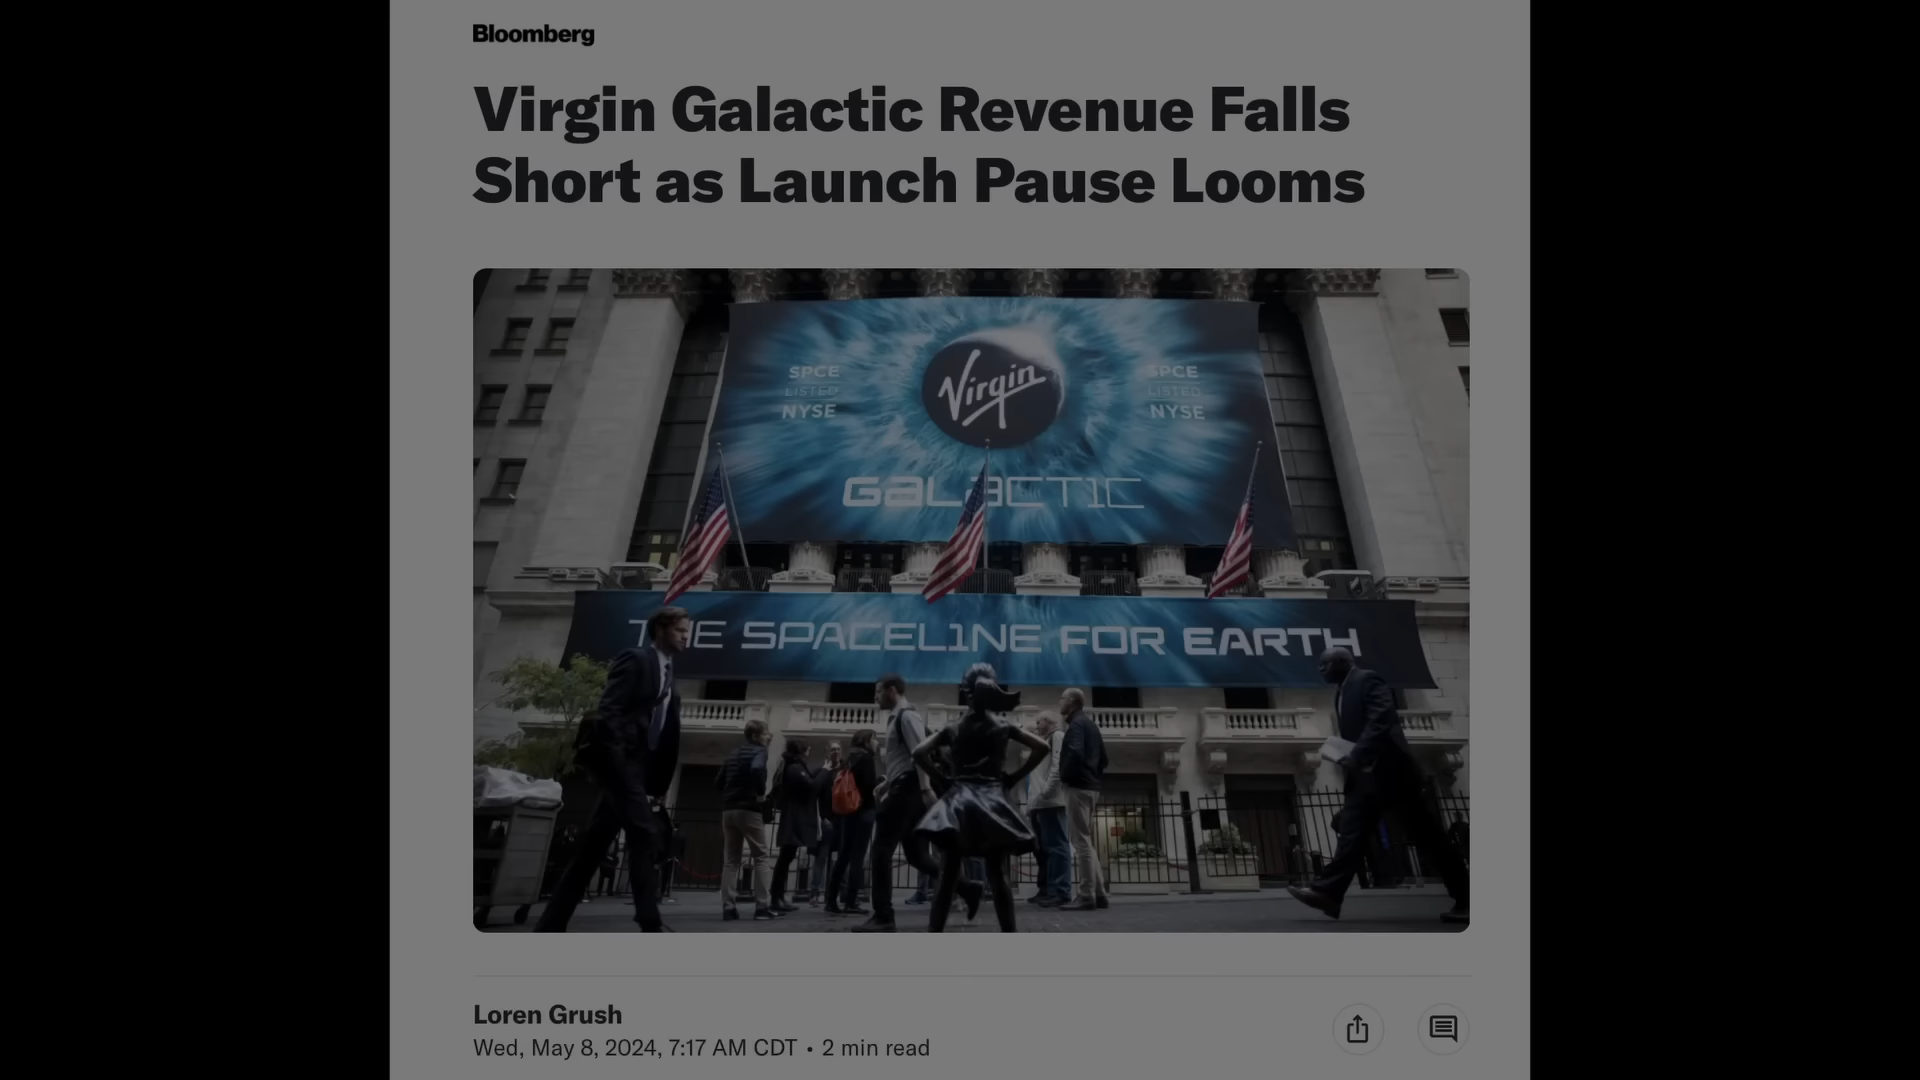 Bloomberg
Virgin Galactic Revenue Falls
Short as Launch Pause Looms
SPCE
LISTED
NYSE
Virgin
SPCE
LISTED
NYSE
GALACTIC
THE SPACELINE FOR EARTH
Loren Grush
Wed, May 8, 2024, 7:17 AM CDT • 2 min read